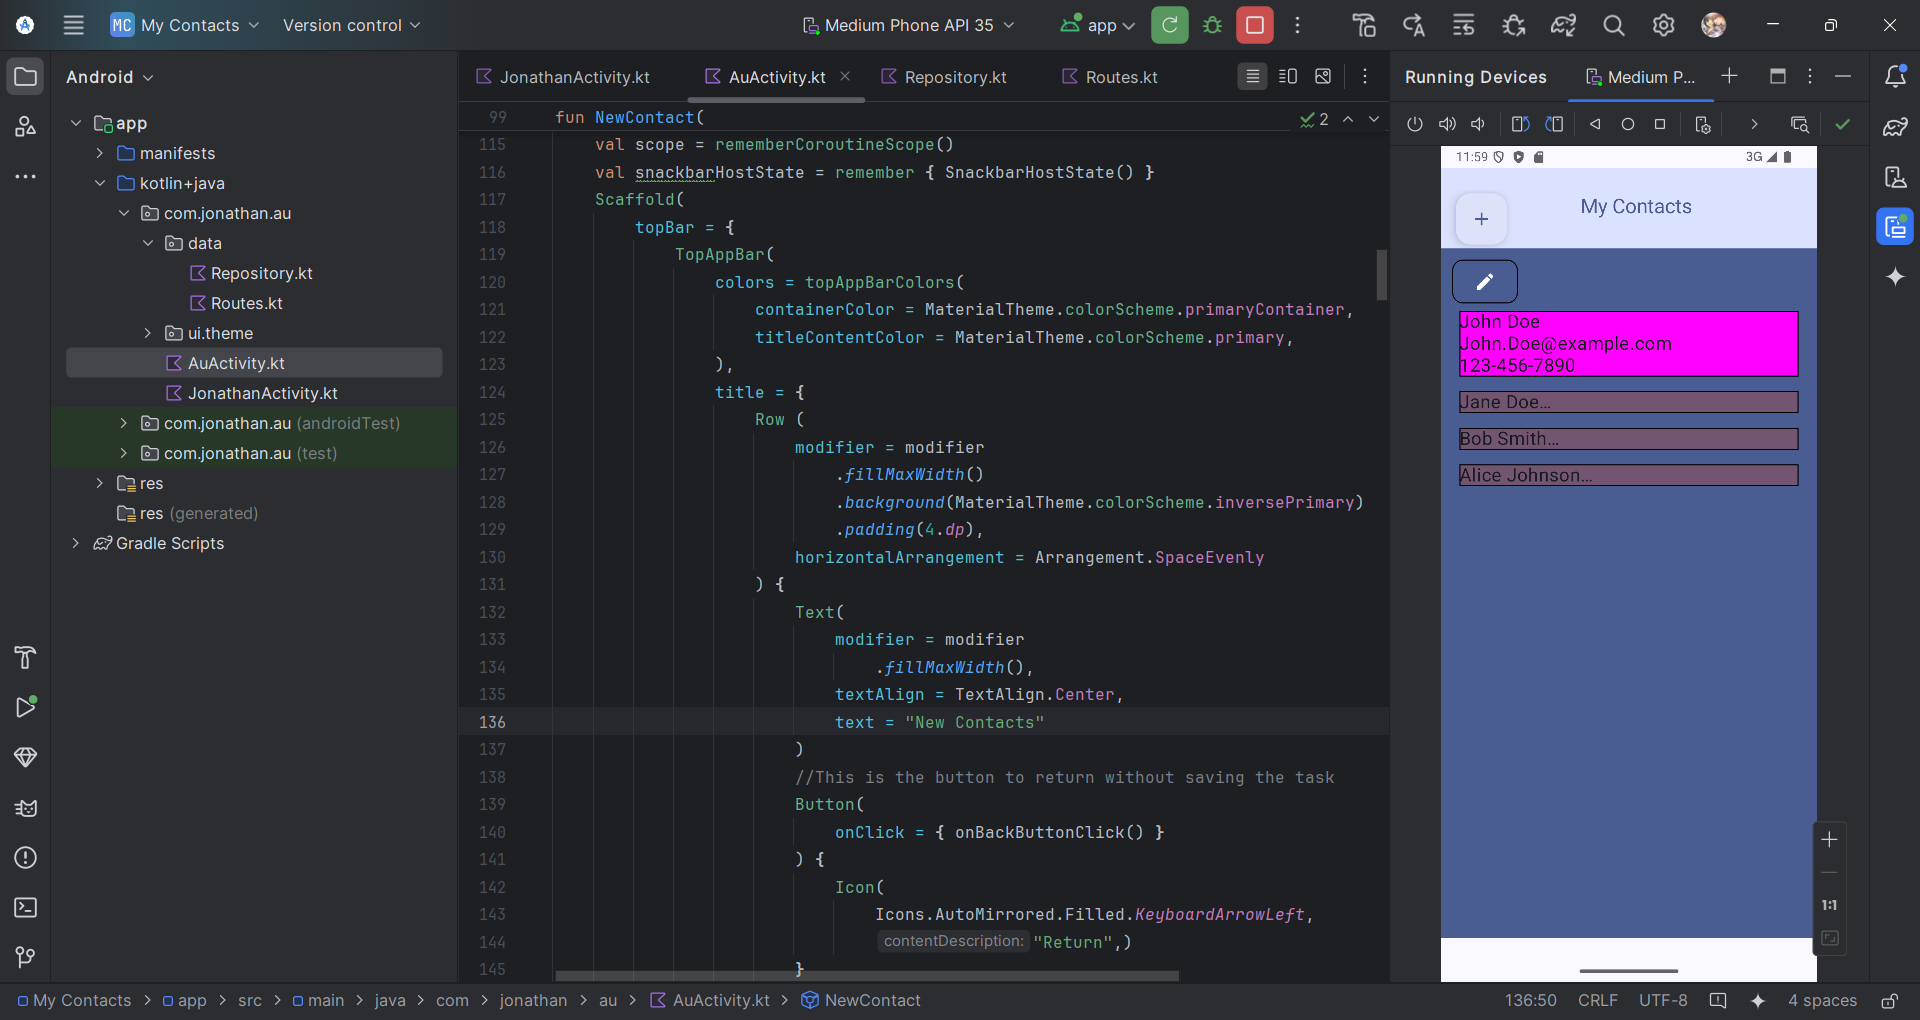 MC My Contacts
Version control
Medium Phone API 35
app
Android
app
manifests
kotlin+java
com.jonathan.au
data
Repository.kt
Routes.kt
ui.theme
AuActivity.kt
JonathanActivity.kt
com.jonathan.au (androidTest)
com.jonathan.au (test)
res
res (generated)
Gradle Scripts
JonathanActivity.kt
AuActivity.kt
Repository.kt
Routes.kt
2
99 fun NewContact(
115 val scope = rememberCoroutineScope()
116 val snackbarHostState = remember { SnackbarHostState() }
117 Scaffold(
118 topBar = {
119 TopAppBar(
120 colors = topAppBarColors(
121 containerColor = MaterialTheme.colorScheme.primaryContainer,
122 titleContentColor = MaterialTheme.colorScheme.primary,
123 ),
124 title = {
125 Row (
126 modifier = modifier
127 .fillMaxWidth()
128 .background(MaterialTheme.colorScheme.inversePrimary)
129 .padding(4.dp),
130 horizontalArrangement = Arrangement.SpaceEvenly
131 ) {
132 Text(
133 modifier = modifier
134 .fillMaxWidth(),
135 textAlign = TextAlign.Center,
136 text = "New Contacts"
137 )
138 //This is the button to return without saving the task
139 Button(
140 onClick = { onBackButtonClick() }
141 ) {
142 Icon(
143 Icons.AutoMirrored.Filled.KeyboardArrowLeft,
144 contentDescription: "Return",)
145 }
Running Devices
Medium P...
11:59
3G
My Contacts
John Doe
John.Doe@example.com
123-456-7890
Jane Doe...
Bob Smith...
Alice Johnson...
1:1
My Contacts > app > src > main > java > com > jonathan > au > AuActivity.kt > NewContact
136:50
CRLF
UTF-8
4 spaces